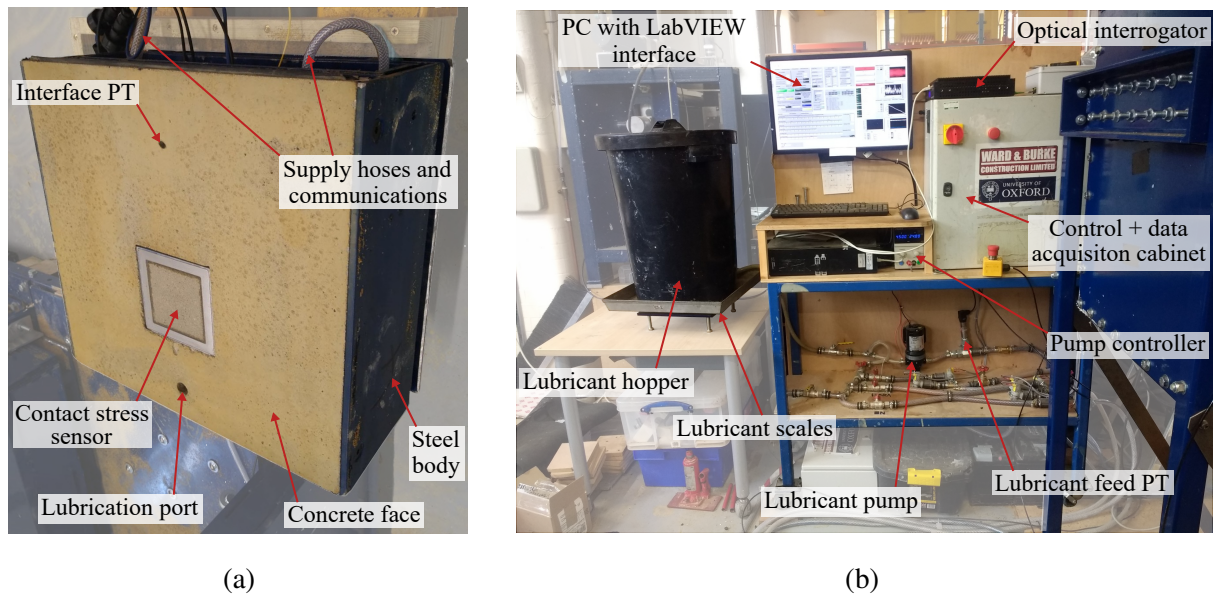 Interface PT
Supply hoses and
communications
Contact stress
sensor
Lubrication port
Concrete face
Steel
body
(a)
PC with LabVIEW
interface
Optical interrogator
WARD & BURKE
CONSTRUCTION LIMITED
UNIVERSITY OF
OXFORD
Control + data
acquisiton cabinet
Pump controller
Lubricant hopper
Lubricant scales
Lubricant pump
Lubricant feed PT
(b)